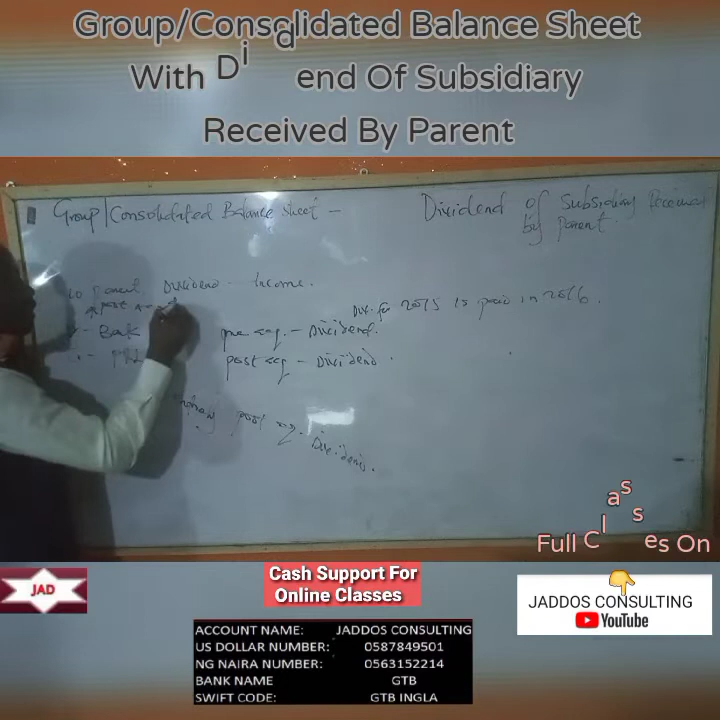 Group/Consolidated Balance Sheet
With Dividend Of Subsidiary
Received By Parent
Group/Consolidated Balance Sheet - Dividend of Subsidiary Received
by Parent.
Dividend - Income.
Div. for 2015 is paid in 2016.
- Bank
pre acq. - Dividend.
post acq - Dividend.
post
Dividends.
Full Classes On
JAD
Cash Support For
Online Classes
👇
JADDOS CONSULTING
YouTube
ACCOUNT NAME: JADDOS CONSULTING
US DOLLAR NUMBER: 0587849501
NG NAIRA NUMBER: 0563152214
BANK NAME GTB
SWIFT CODE: GTB INGLA